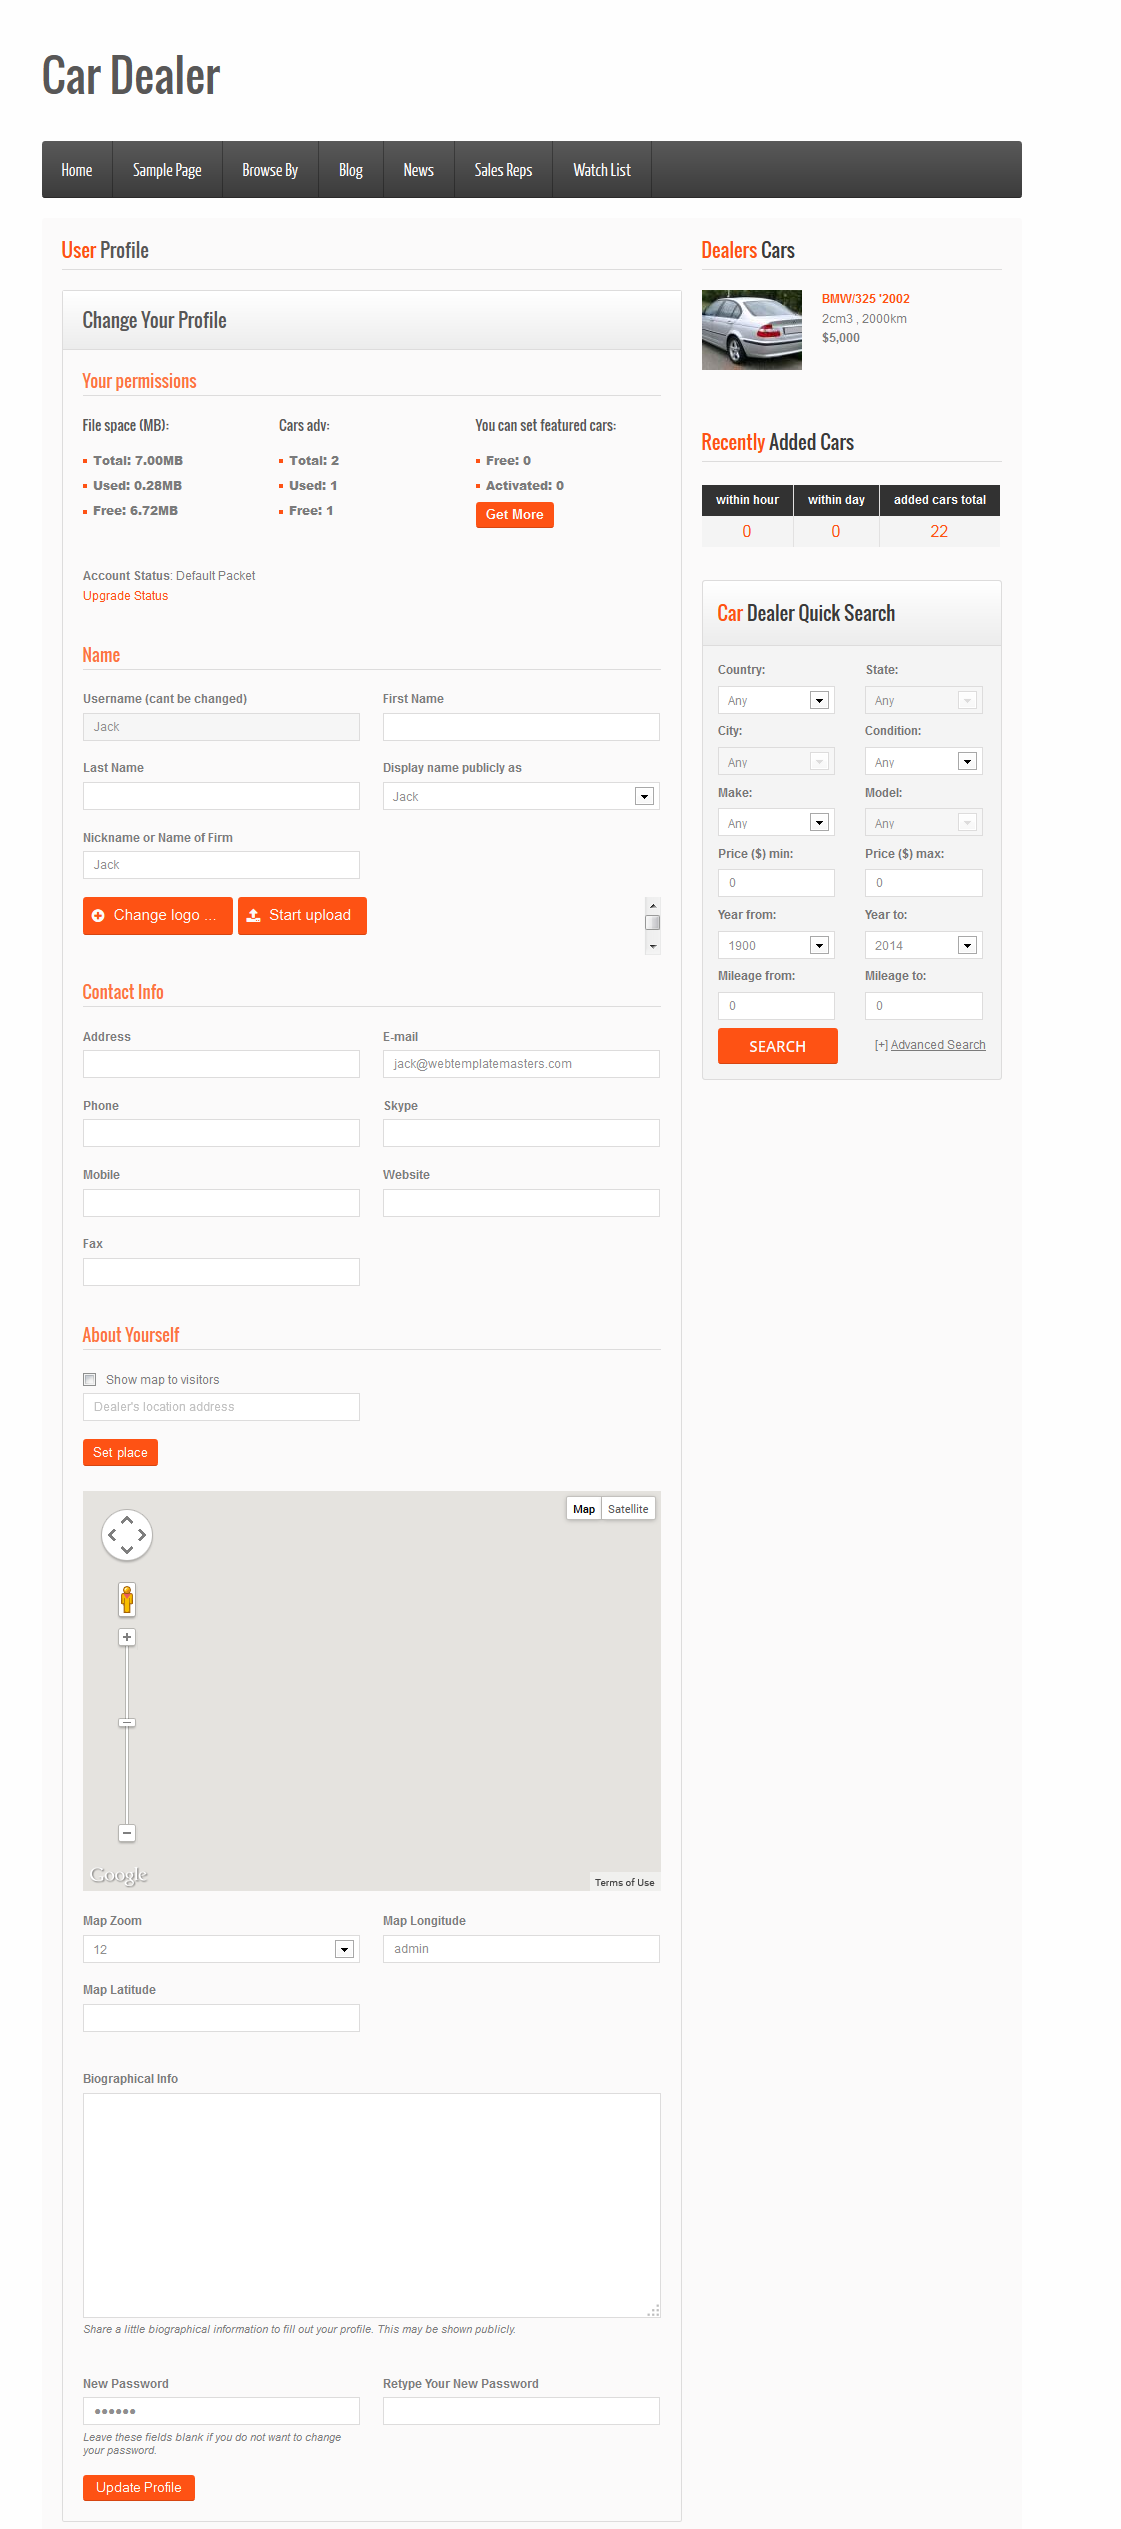 Car Dealer
Home Sample Page Browse By Blog News Sales Reps Watch List
User Profile
Change Your Profile
Your permissions
File space (MB): Cars adv: You can set featured cars:
Total: 7.00MB Total: 2 Free: 0
Used: 0.28MB Used: 1 Activated: 0
Free: 6.72MB Free: 1 Get More
Account Status: Default Packet
Upgrade Status
Name
Username (cant be changed) First Name
Jack
Last Name Display name publicly as
Jack
Nickname or Name of Firm
Jack
Change logo ... Start upload
Contact Info
Address E-mail
jack@webtemplatemasters.com
Phone Skype
Mobile Website
Fax
About Yourself
Show map to visitors
Dealer's location address
Set place
Map Satellite
Google Terms of Use
Map Zoom Map Longitude
12 admin
Map Latitude
Biographical Info
Share a little biographical information to fill out your profile. This may be shown publicly.
New Password Retype Your New Password
••••••
Leave these fields blank if you do not want to change
your password.
Update Profile
Dealers Cars
BMW/325 '2002
2cm3 , 2000km
$5,000
Recently Added Cars
within hour within day added cars total
0 0 22
Car Dealer Quick Search
Country: State:
Any Any
City: Condition:
Any Any
Make: Model:
Any Any
Price ($) min: Price ($) max:
0 0
Year from: Year to:
1900 2014
Mileage from: Mileage to:
0 0
SEARCH [+] Advanced Search